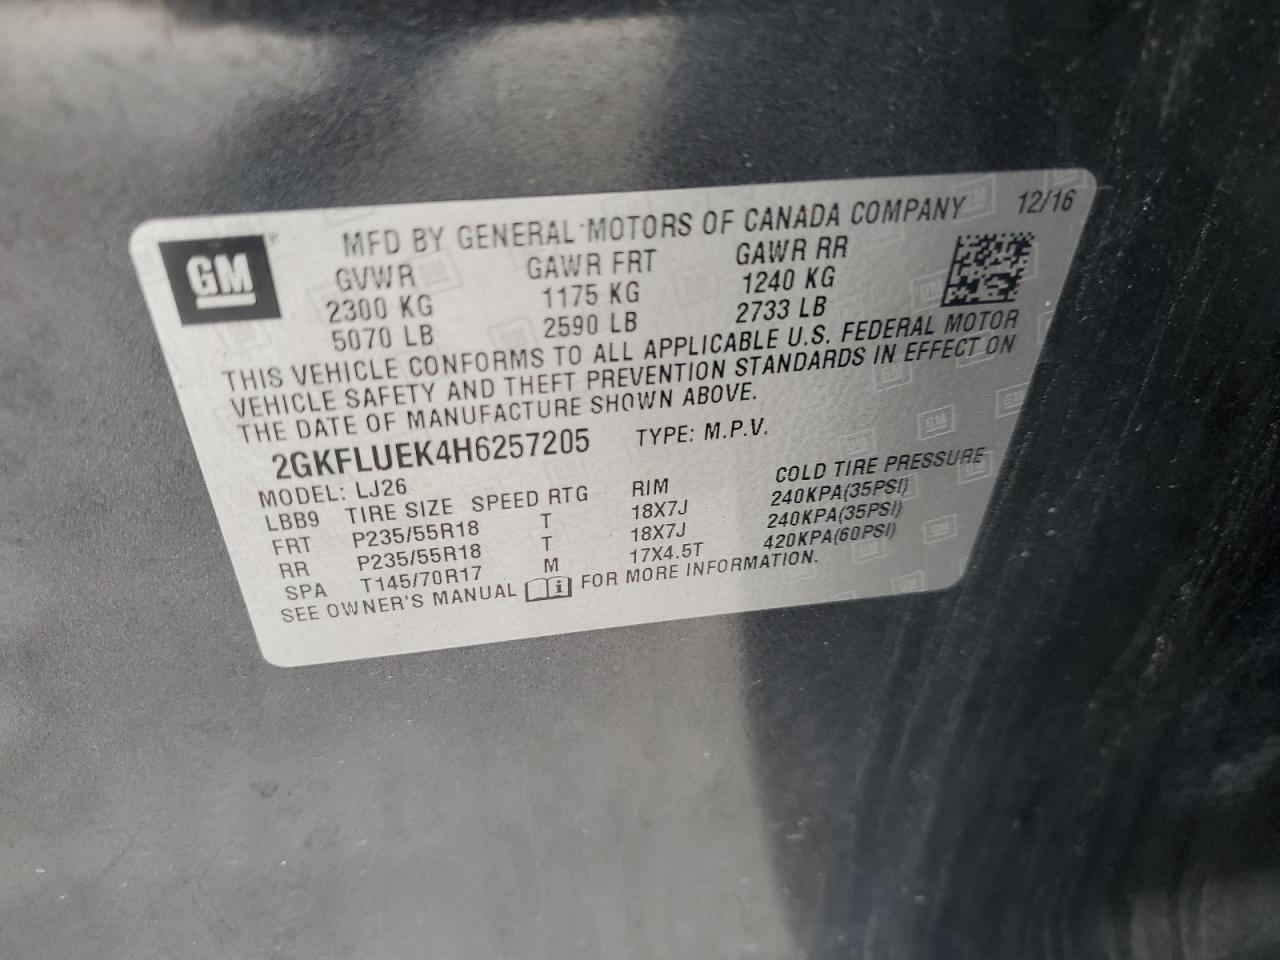 GM
MFD BY GENERAL MOTORS OF CANADA COMPANY 12/16
GVWR GAWR FRT GAWR RR
2300 KG 1175 KG 1240 KG
5070 LB 2590 LB 2733 LB
THIS VEHICLE CONFORMS TO ALL APPLICABLE U.S. FEDERAL MOTOR
VEHICLE SAFETY AND THEFT PREVENTION STANDARDS IN EFFECT ON
THE DATE OF MANUFACTURE SHOWN ABOVE.
2GKFLUEK4H6257205 TYPE: M.P.V.
MODEL: LJ26
LBB9 TIRE SIZE SPEED RTG RIM COLD TIRE PRESSURE
FRT P235/55R18 T 18X7J 240KPA(35PSI)
RR P235/55R18 T 18X7J 240KPA(35PSI)
SPA T145/70R17 M 17X4.5T 420KPA(60PSI)
SEE OWNER'S MANUAL i FOR MORE INFORMATION.